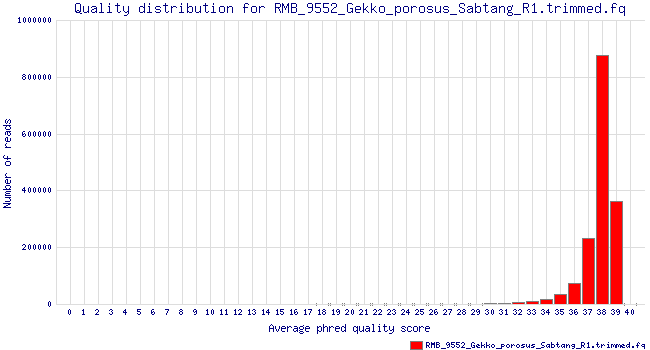 Quality distribution for RMB_9552_Gekko_porosus_Sabtang_R1.trimmed.fq
1000000
800000
600000
400000
200000
0
Number of reads
0 1 2 3 4 5 6 7 8 9 10 11 12 13 14 15 16 17 18 19 20 21 22 23 24 25 26 27 28 29 30 31 32 33 34 35 36 37 38 39 40
Average phred quality score
RMB_9552_Gekko_porosus_Sabtang_R1.trimmed.fq